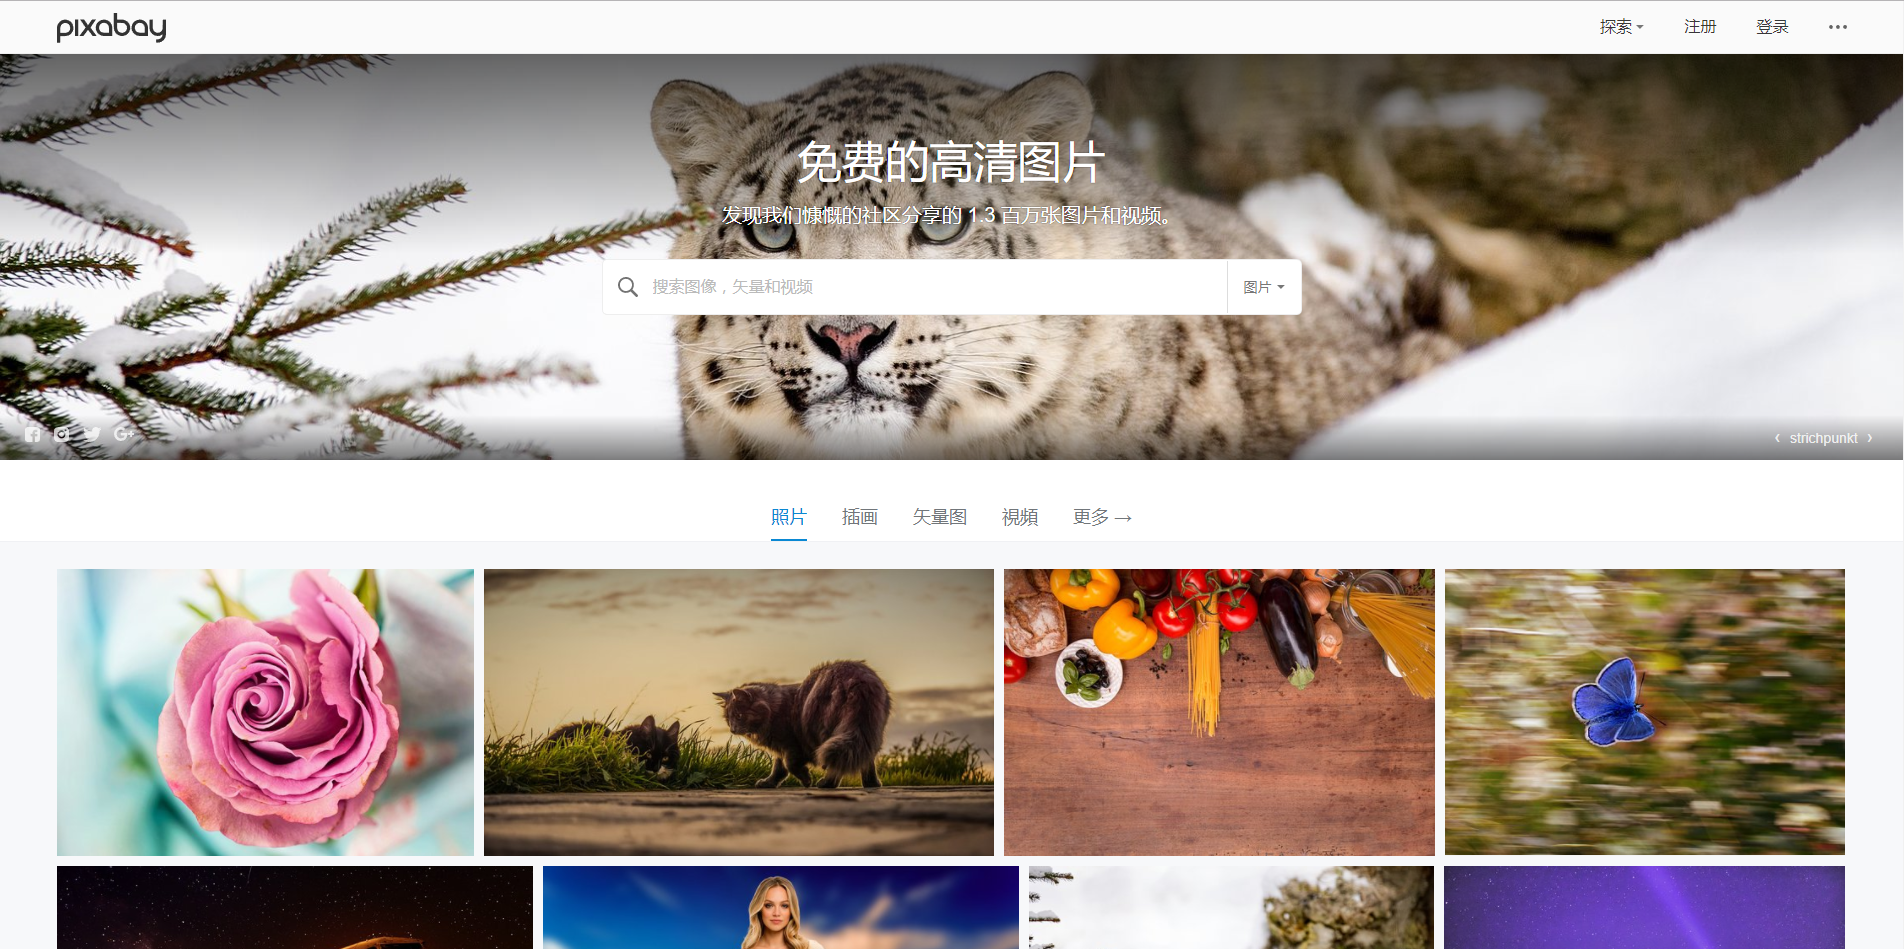 pixabay
探索
注册
登录
免费的高清图片
发现我们慷慨的社区分享的 1.3 百万张图片和视频。
搜索图像，矢量和视频
图片
‹ strichpunkt ›
照片
插画
矢量图
視頻
更多 →